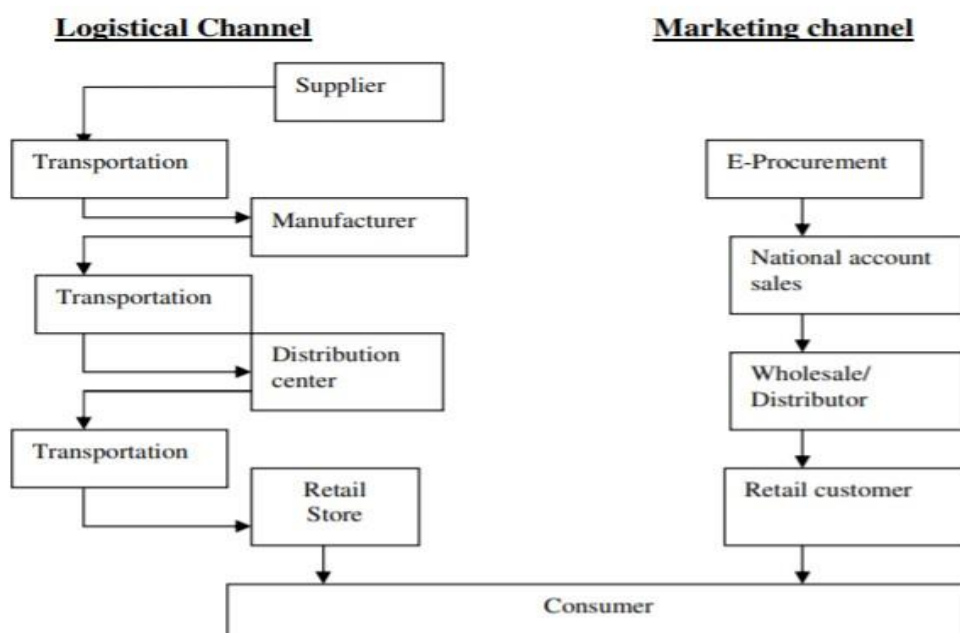 Logistical Channel
Marketing channel
Supplier
Transportation
E-Procurement
Manufacturer
National account
sales
Transportation
Distribution
center
Wholesale/
Distributor
Transportation
Retail
Store
Retail customer
Consumer